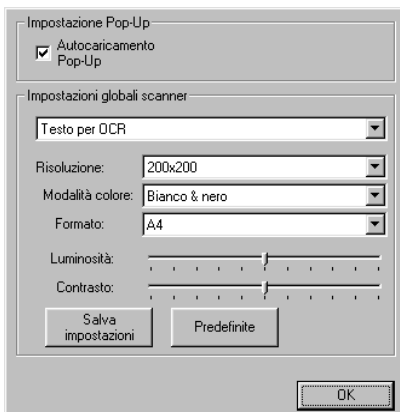 Impostazione Pop-Up
Autocaricamento
Pop-Up
Impostazioni globali scanner
Testo per OCR
Risoluzione: 200x200
Modalità colore: Bianco & nero
Formato: A4
Luminosità:
Contrasto:
Salva
impostazioni
Predefinite
OK